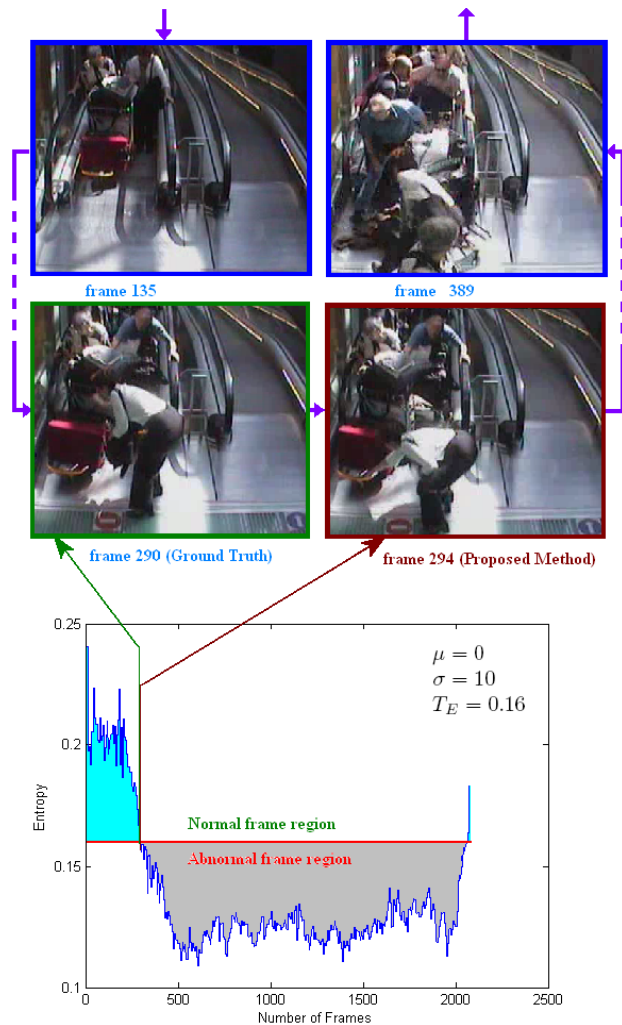 frame 135
frame 389
frame 290 (Ground Truth)
frame 294 (Proposed Method)
0.25
0.2
0.15
0.1
Entropy
μ = 0
σ = 10
T_E = 0.16
Normal frame region
Abnormal frame region
0
500
1000
1500
2000
2500
Number of Frames